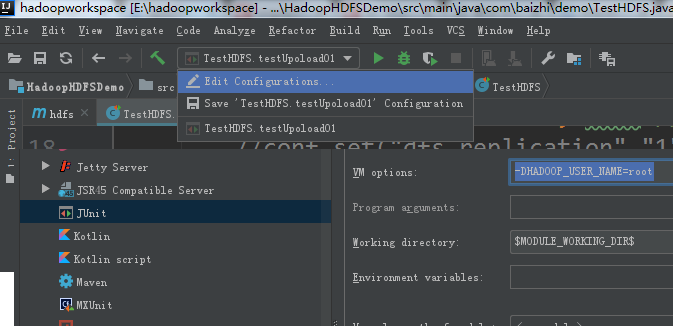 hadoopworkspace [E:\hadoopworkspace] - ...\HadoopHDFSDemo\src\main\java\com\baizhi\demo\TestHDFS.java
Edit View Navigate Code Analyze Refactor Build Run Tools VCS Window
TestHDFS.testUpoload01
HadoopHDFSDemo src TestHDFS
Edit Configurations...
Save 'TestHDFS.testUpoload01' Configuration
TestHDFS.testUpoload01
m hdfs TestHDFS.
1: Project
18 //conf.set("dfs.replication", "1"
Jetty Server
JSR45 Compatible Server
JUnit
Kotlin
Kotlin script
Maven
MXUnit
VM options: -DHADOOP_USER_NAME=root
Program arguments:
Working directory: $MODULE_WORKING_DIR$
Environment variables: